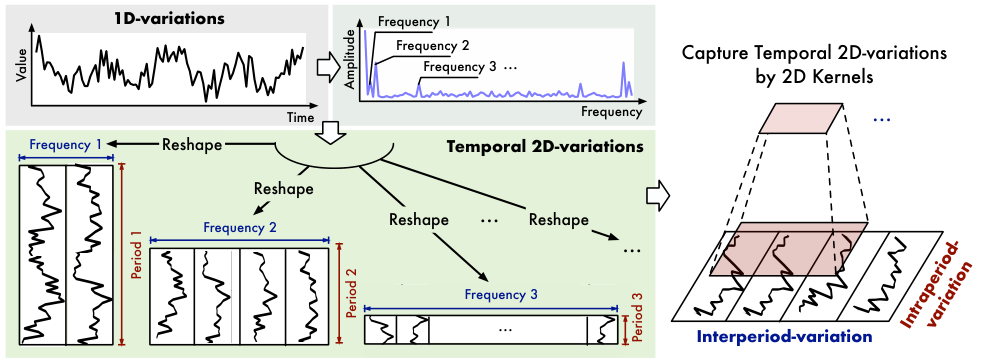 1D-variations
Value
Time
Amplitude
Frequency 1
Frequency 2
Frequency 3 ...
Frequency
Temporal 2D-variations
Frequency 1
Reshape
Period 1
Reshape
Frequency 2
Period 2
Reshape
...
Reshape
...
Frequency 3
...
Period 3
Capture Temporal 2D-variations
by 2D Kernels
...
Interperiod-variation
Intraperiod-
variation